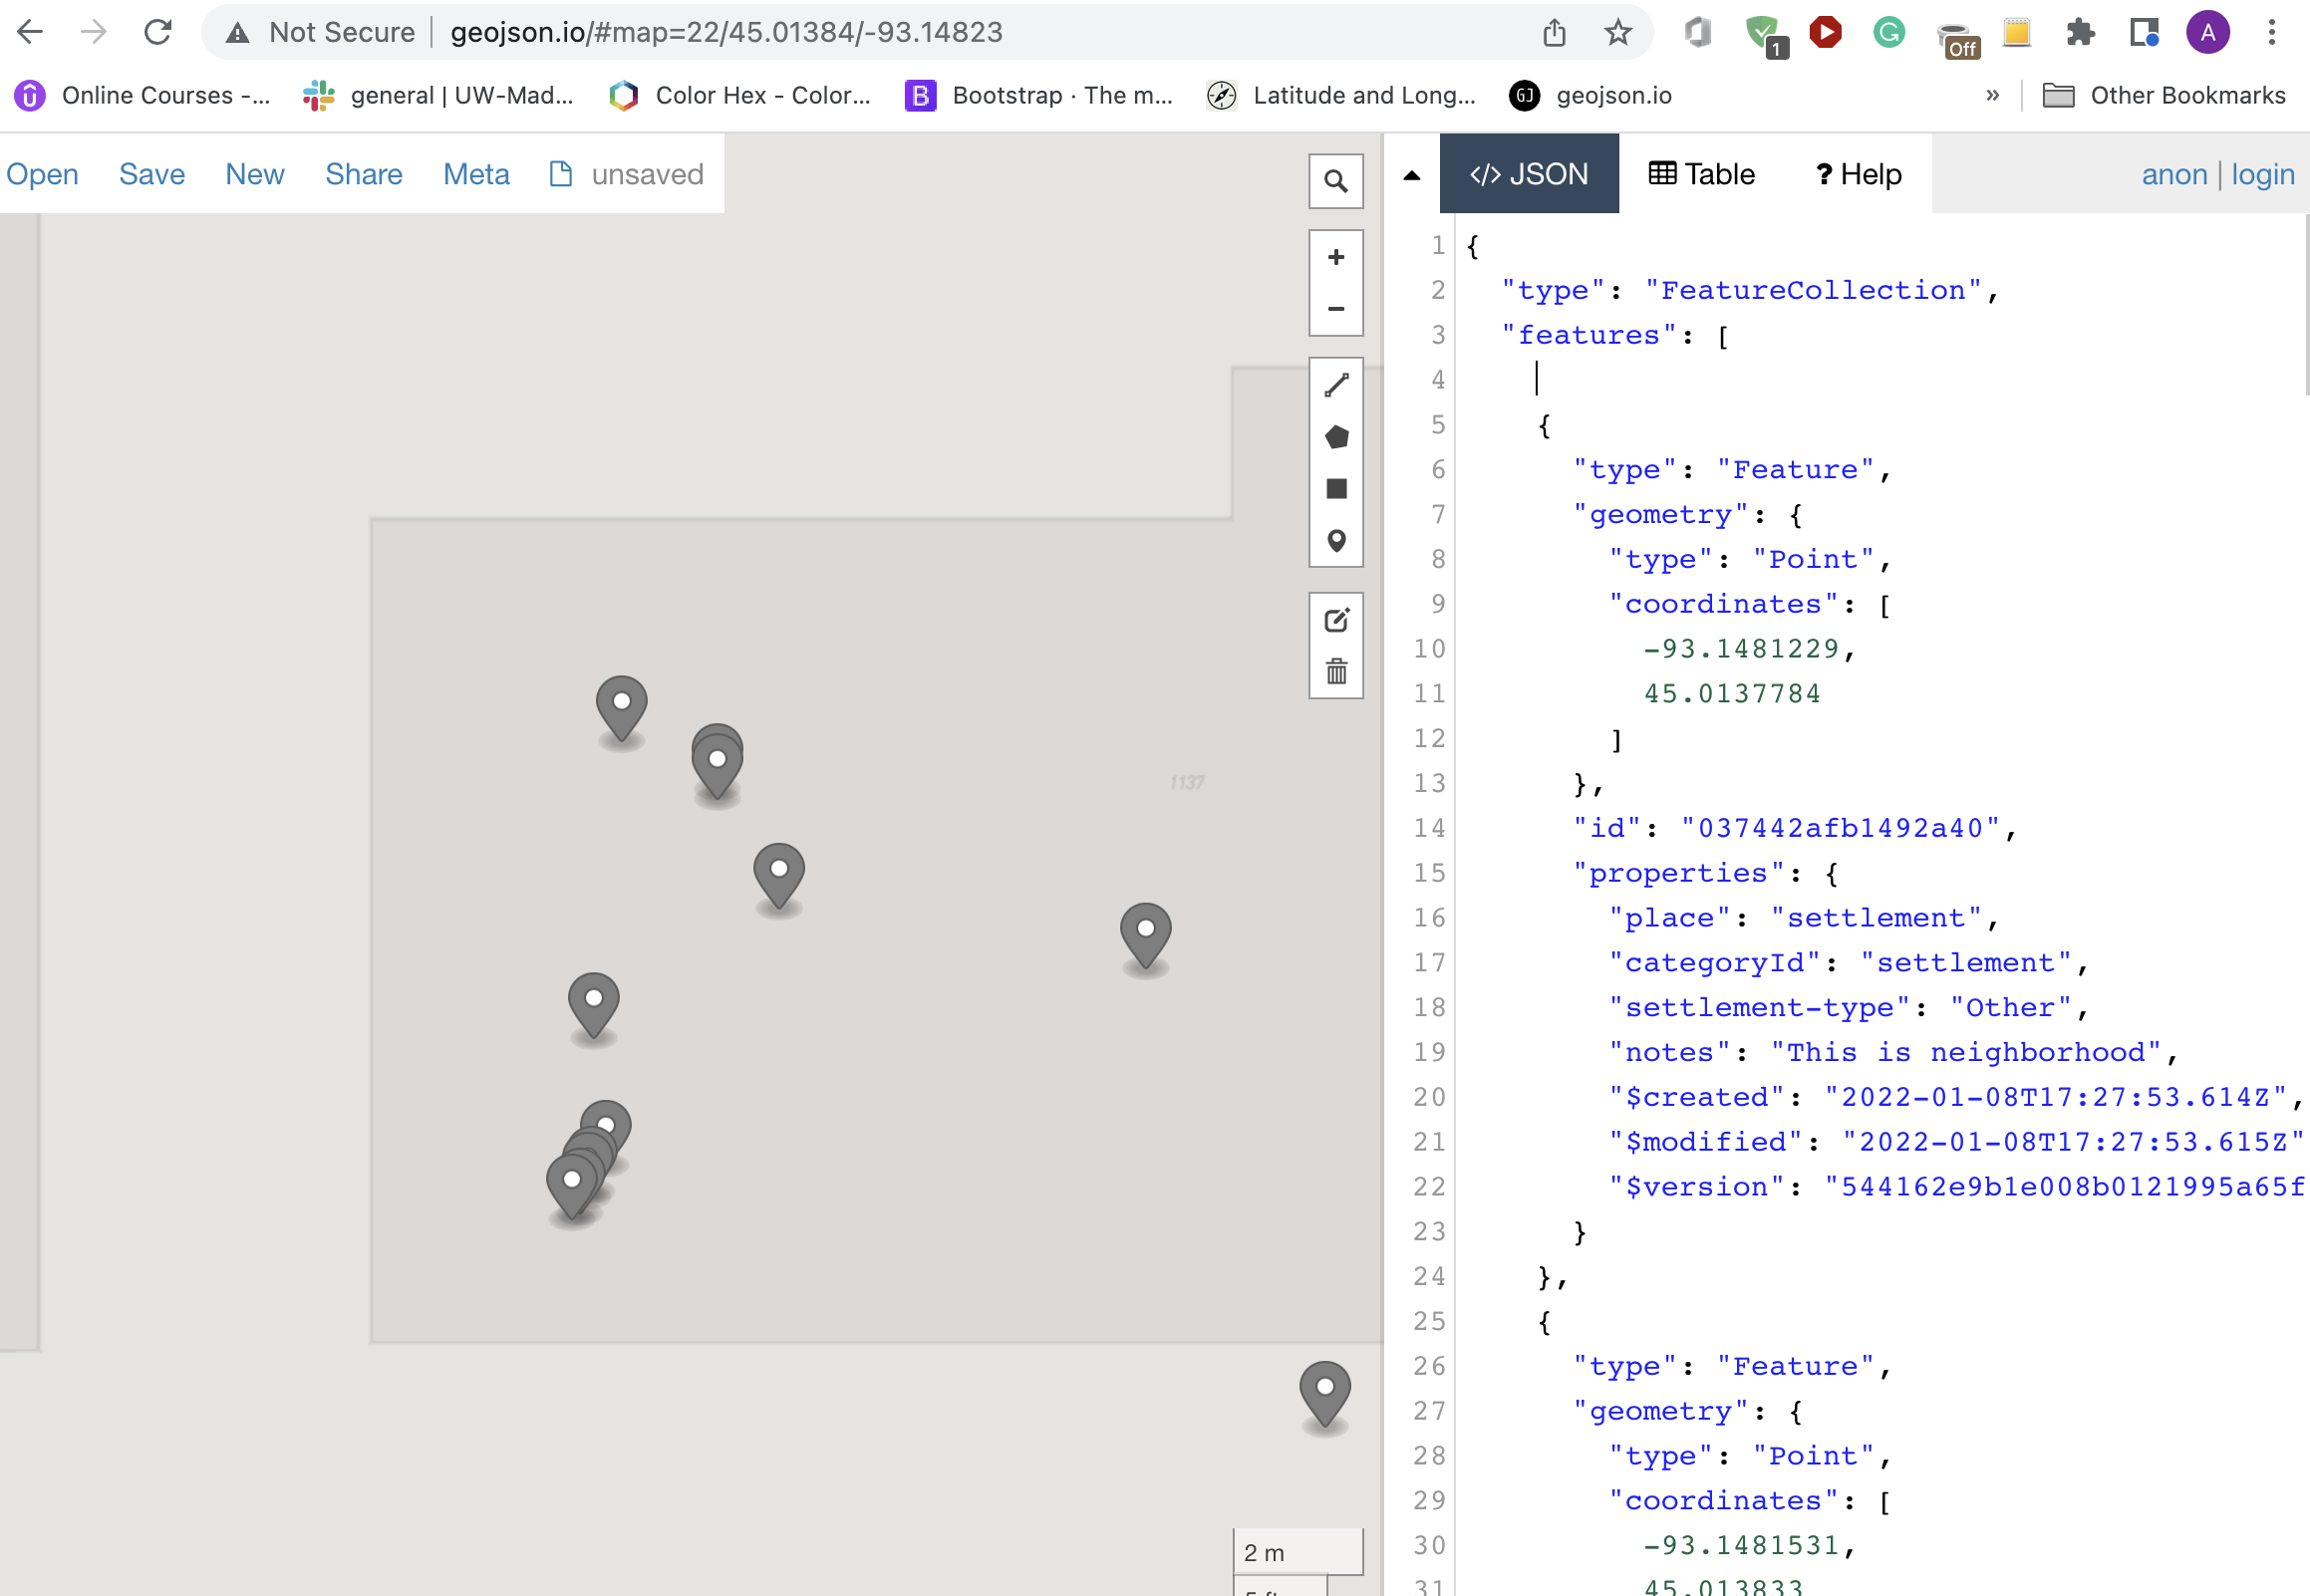 Not Secure geojson.io/#map=22/45.01384/-93.14823
1
Off
A
Online Courses -... general | UW-Mad... Color Hex - Color... B Bootstrap · The m... Latitude and Long... GJ geojson.io » Other Bookmarks
Open Save New Share Meta unsaved
</> JSON Table ? Help anon | login
+
-
1137
2 m
1 {
2 "type": "FeatureCollection",
3 "features": [
4
5 {
6 "type": "Feature",
7 "geometry": {
8 "type": "Point",
9 "coordinates": [
10 -93.1481229,
11 45.0137784
12 ]
13 },
14 "id": "037442afb1492a40",
15 "properties": {
16 "place": "settlement",
17 "categoryId": "settlement",
18 "settlement-type": "Other",
19 "notes": "This is neighborhood",
20 "$created": "2022-01-08T17:27:53.614Z",
21 "$modified": "2022-01-08T17:27:53.615Z"
22 "$version": "544162e9b1e008b0121995a65f
23 }
24 },
25 {
26 "type": "Feature",
27 "geometry": {
28 "type": "Point",
29 "coordinates": [
30 -93.1481531,
31 45.013833